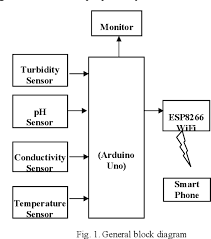 Monitor
Turbidity
Sensor
pH
Sensor
Conductivity
Sensor
Temperature
Sensor
(Arduino
Uno)
ESP8266
WiFi
Smart
Phone
Fig. 1. General block diagram